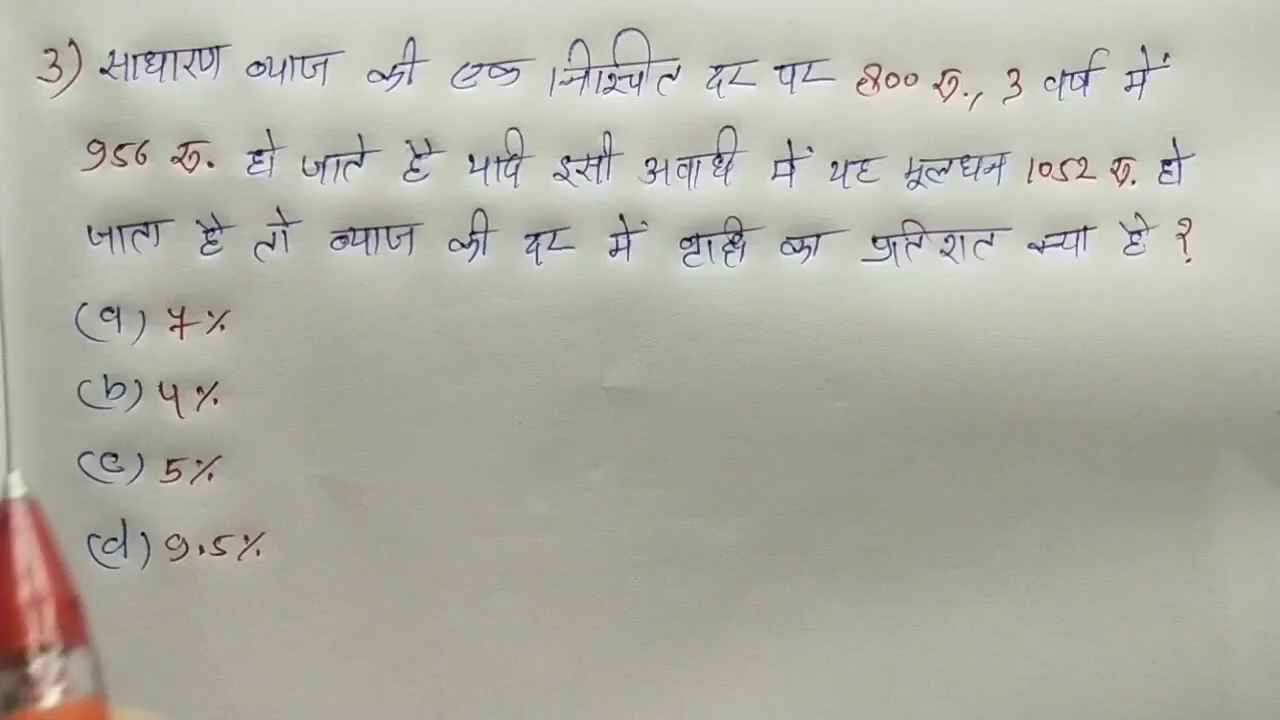 3) साधारण ब्याज की एक निश्चित दर पर 800 रु., 3 वर्ष में
956 रु. हो जाते है यदि इसी अवधि में यह मूलधन 1052 रु. हो
जाता है तो ब्याज की दर में वृद्धि का प्रतिशत क्या है ?
(a) 7%
(b) 4%
(c) 5%
(d) 9.5%